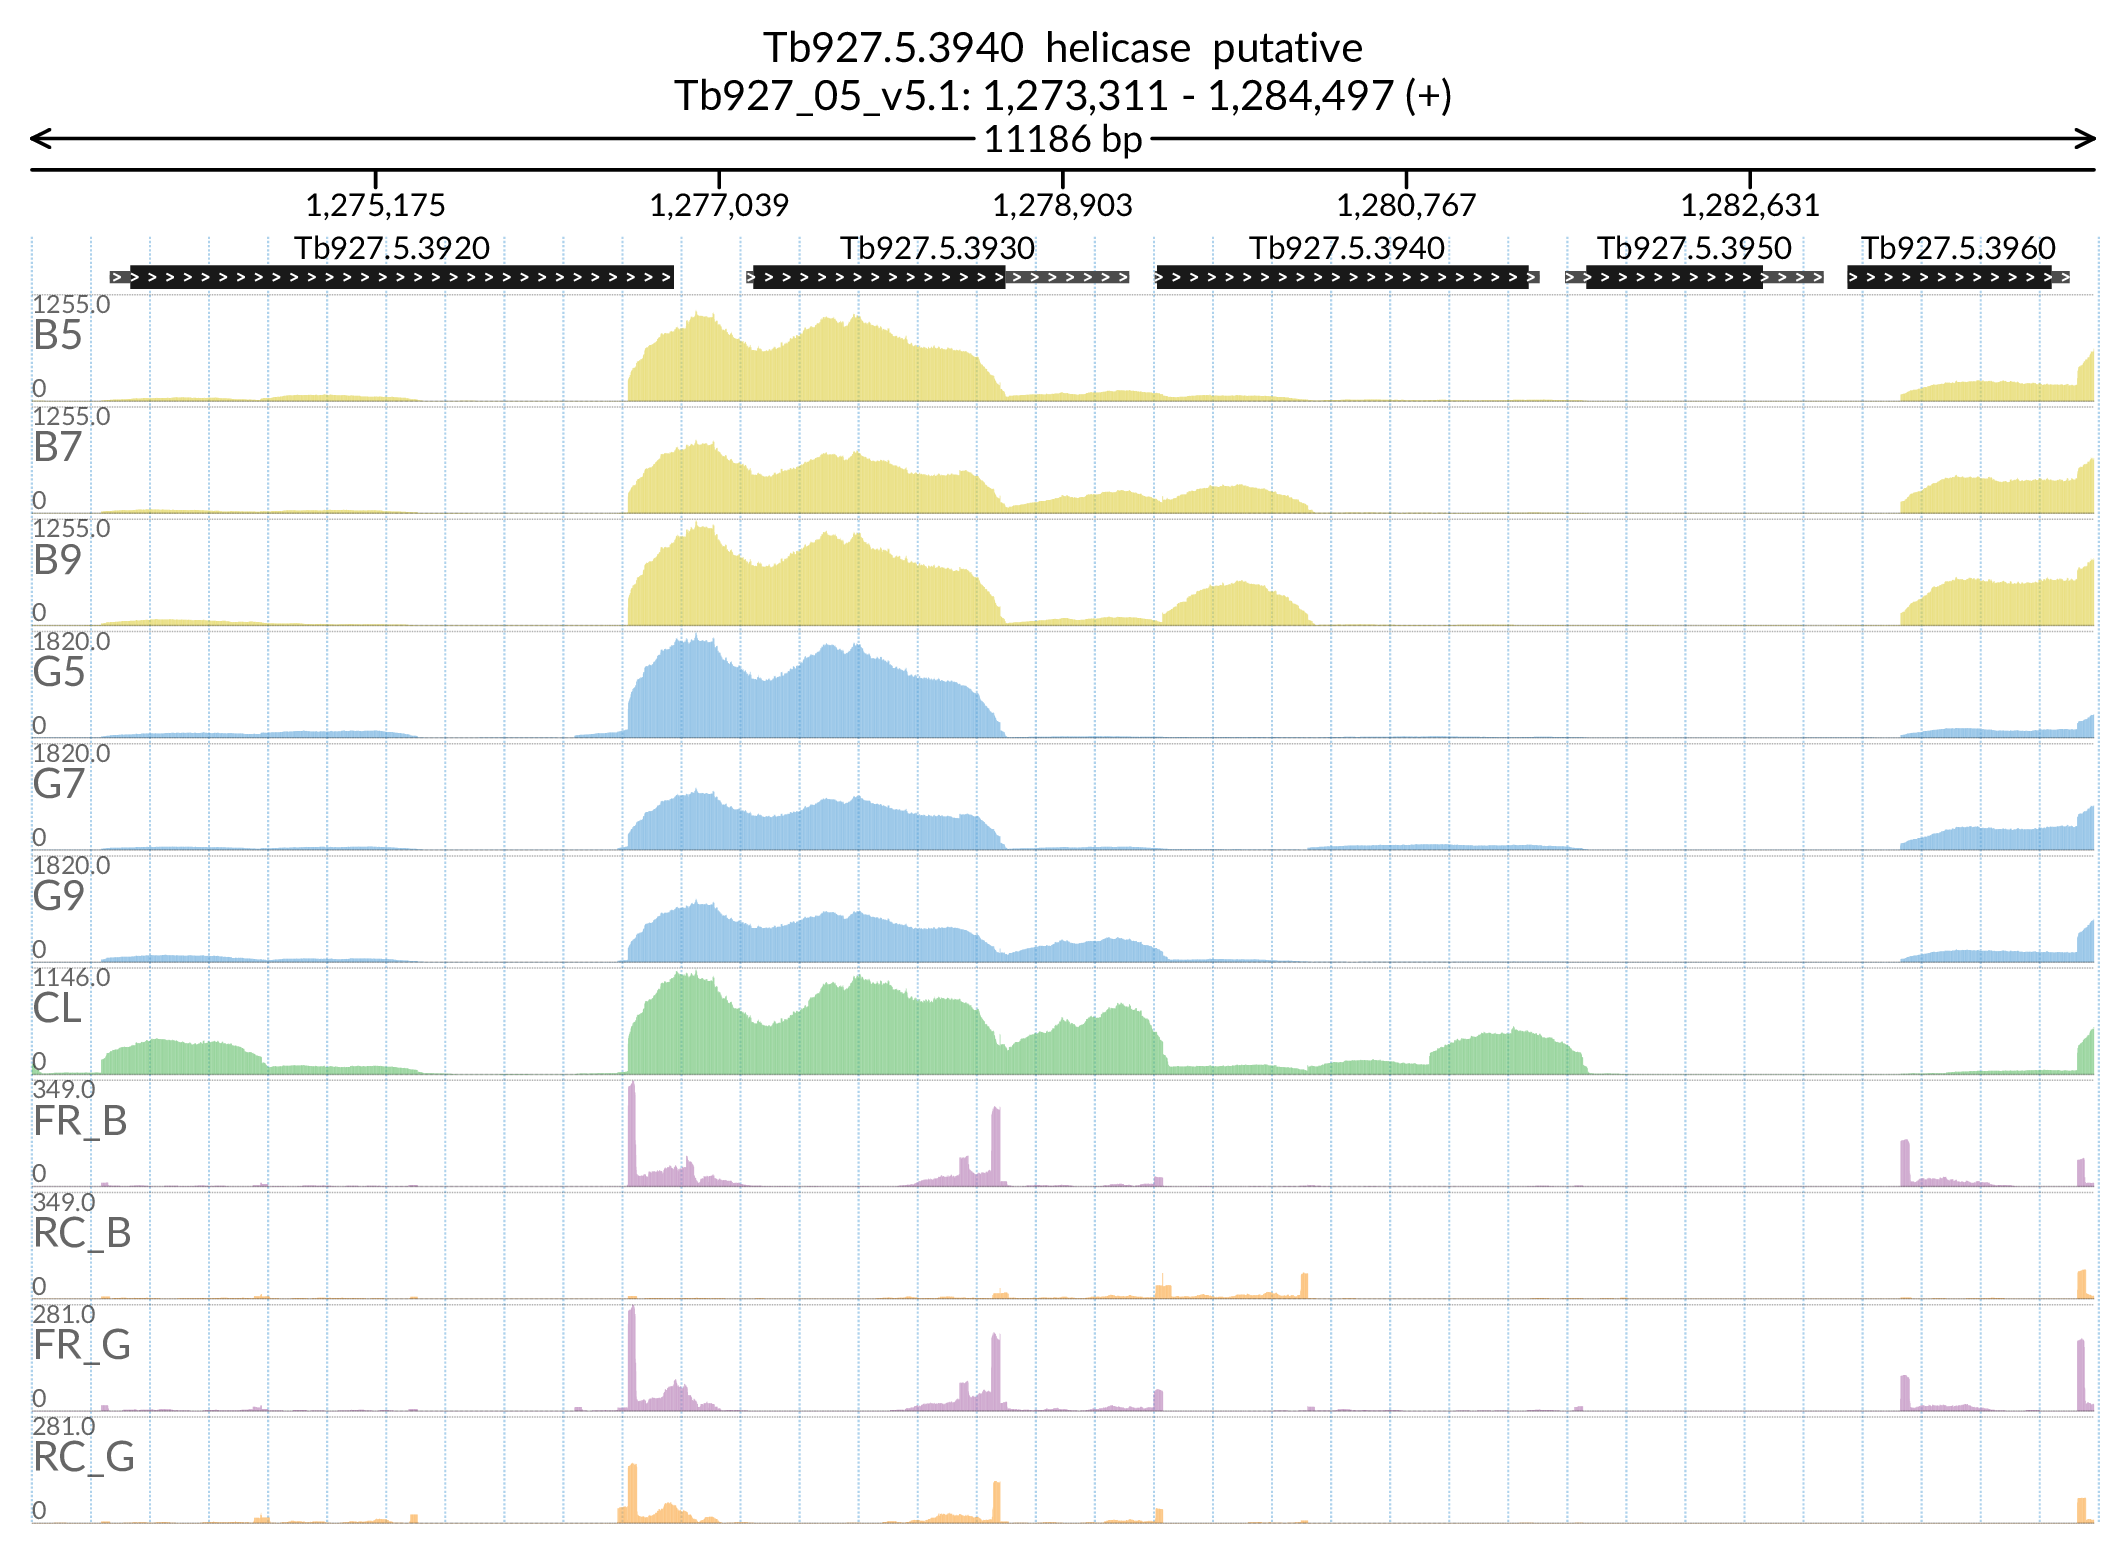 Tb927.5.3940 helicase putative
Tb927_05_v5.1: 1,273,311 - 1,284,497 (+)
11186 bp
1,275,175 1,277,039 1,278,903 1,280,767 1,282,631
Tb927.5.3920 Tb927.5.3930 Tb927.5.3940 Tb927.5.3950 Tb927.5.3960
1255.0
B5
0
1255.0
B7
0
1255.0
B9
0
1820.0
G5
0
1820.0
G7
0
1820.0
G9
0
1146.0
CL
0
349.0
FR_B
0
349.0
RC_B
0
281.0
FR_G
0
281.0
RC_G
0